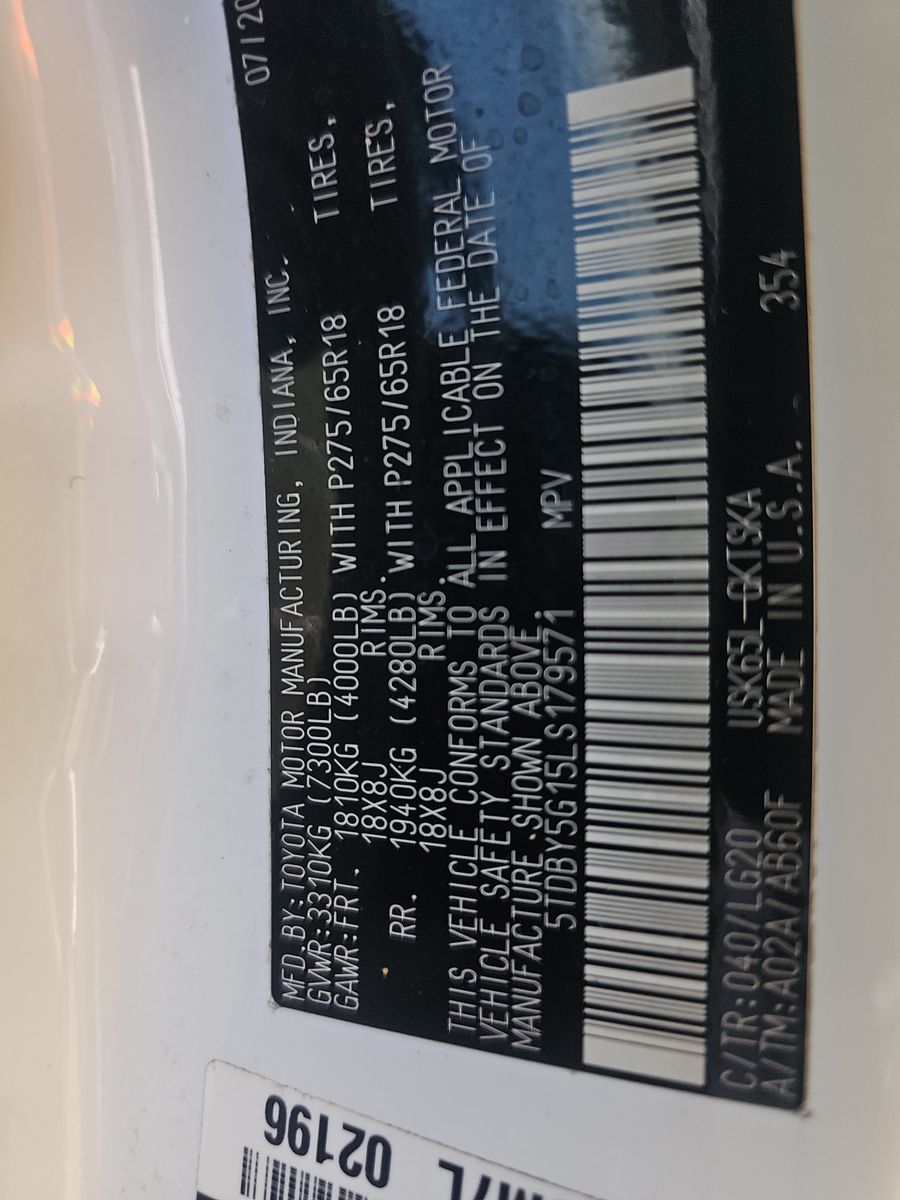 MFD.BY:TOYOTA MOTOR MANUFACTURING, INDIANA, INC. 07/20
GVWR:3310KG (7300LB)
GAWR:FRT. 1810KG (4000LB) WITH P275/65R18 TIRES,
18X8J RIMS.
RR. 1940KG (4280LB) WITH P275/65R18 TIRES,
18X8J RIMS.
THIS VEHICLE CONFORMS TO ALL APPLICABLE FEDERAL MOTOR
VEHICLE SAFETY STANDARDS IN EFFECT ON THE DATE OF
MANUFACTURE SHOWN ABOVE.
5TDBY5G15LS179571 MPV
C/TR:040/LG20 USK65L-GKTSKA
A/TM:A02A7AB60F MADE IN U.S.A. 354
02196